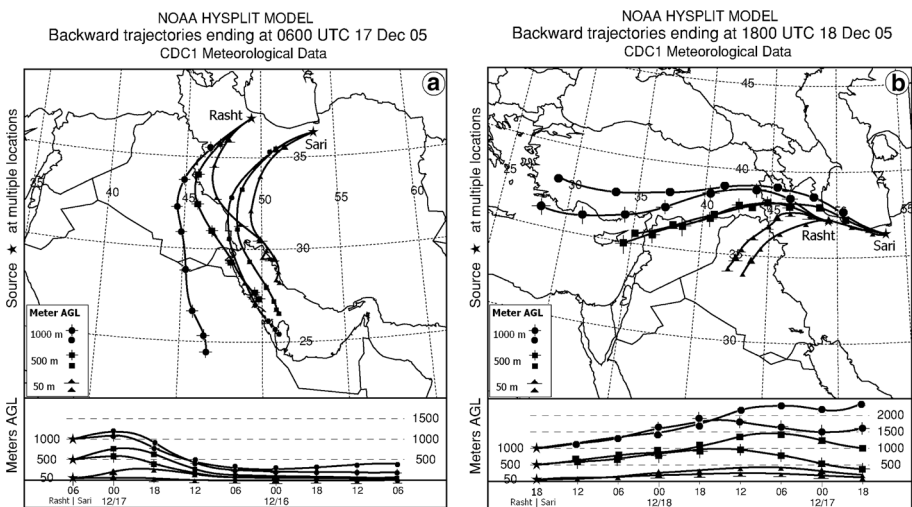 NOAA HYSPLIT MODEL
Backward trajectories ending at 0600 UTC 17 Dec 05
CDC1 Meteorological Data
a
Source ★ at multiple locations
Rasht
Sari
35
40
45
35
50
55
60
30
25
Meter AGL
1000 m
500 m
50 m
Meters AGL
1500
1000 1000
500 500
50
06 00 18 12 06 00 18 12 06
12/17 12/16
Rasht | Sari
NOAA HYSPLIT MODEL
Backward trajectories ending at 1800 UTC 18 Dec 05
CDC1 Meteorological Data
b
Source ★ at multiple locations
45
25
30
40
35
40
45
Rasht
Sari
35
30
Meter AGL
1000 m
500 m
50 m
Meters AGL
2000
1500
1000 1000
500 500
50
18 12 06 00 18 12 06 00 18
12/18 12/17
Rasht | Sari